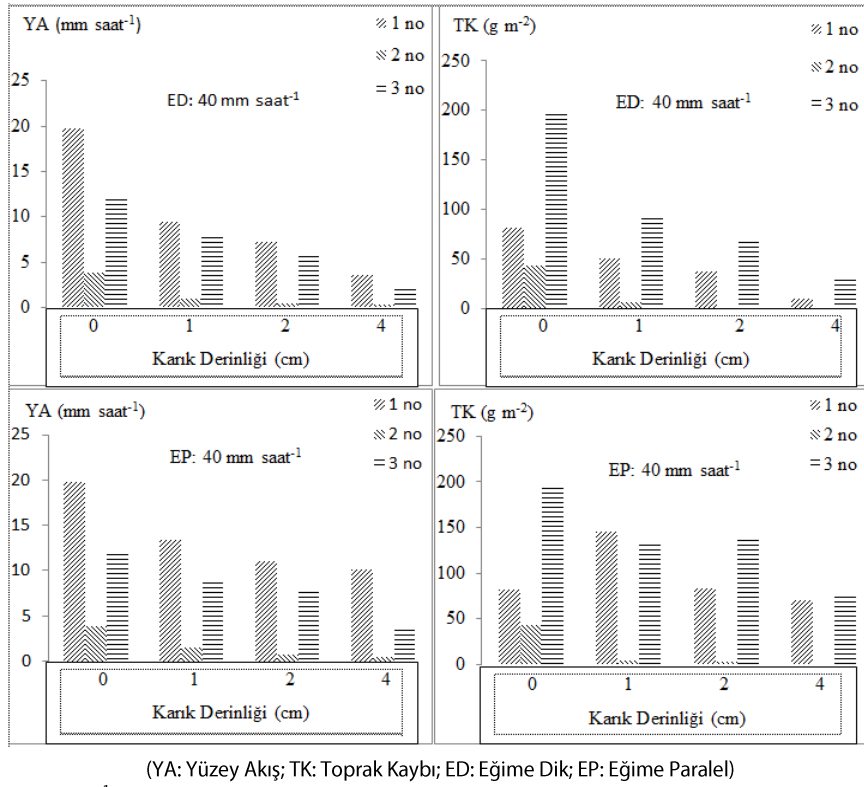 YA (mm saat-1)
1 no
2 no
3 no
ED: 40 mm saat-1
25
20
15
10
5
0
0 1 2 4
Karık Derinliği (cm)
TK (g m-2)
1 no
2 no
3 no
ED: 40 mm saat-1
250
200
150
100
50
0
0 1 2 4
Karık Derinliği (cm)
YA (mm saat-1)
1 no
2 no
3 no
EP: 40 mm saat-1
25
20
15
10
5
0
0 1 2 4
Karık Derinliği (cm)
TK (g m-2)
1 no
2 no
3 no
EP: 40 mm saat-1
250
200
150
100
50
0
0 1 2 4
Karık Derinliği (cm)
(YA: Yüzey Akış; TK: Toprak Kaybı; ED: Eğime Dik; EP: Eğime Paralel)